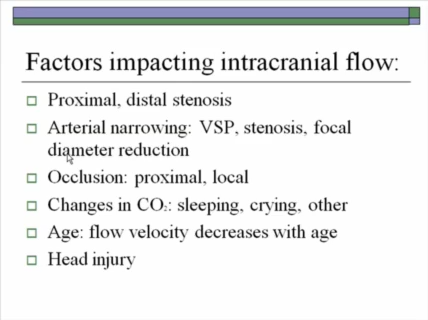 Factors impacting intracranial flow:
Proximal, distal stenosis
Arterial narrowing: VSP, stenosis, focal
diameter reduction
Occlusion: proximal, local
Changes in CO₂: sleeping, crying, other
Age: flow velocity decreases with age
Head injury